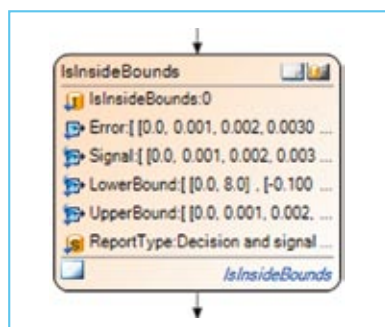 IsInsideBounds
IsInsideBounds:0
Error:[ [0.0, 0.001, 0.002, 0.0030 ...
Signal:[ [0.0, 0.001, 0.002, 0.003 ...
LowerBound:[ [0.0, 8.0] , [-0.100 ...
UpperBound:[ [0.0, 0.001, 0.002, ...
ReportType:Decision and signal ...
IsInsideBounds